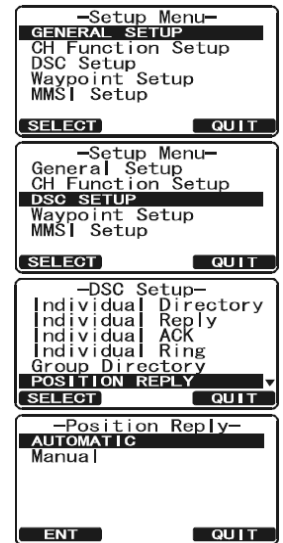 —Setup Menu—
GENERAL SETUP
CH Function Setup
DSC Setup
Waypoint Setup
MMSI Setup
SELECT QUIT
—Setup Menu—
General Setup
CH Function Setup
DSC SETUP
Waypoint Setup
MMSI Setup
SELECT QUIT
—DSC Setup—
Individual Directory
Individual Reply
Individual ACK
Individual Ring
Group Directory
POSITION REPLY
SELECT QUIT
—Position Reply—
AUTOMATIC
Manual
ENT QUIT